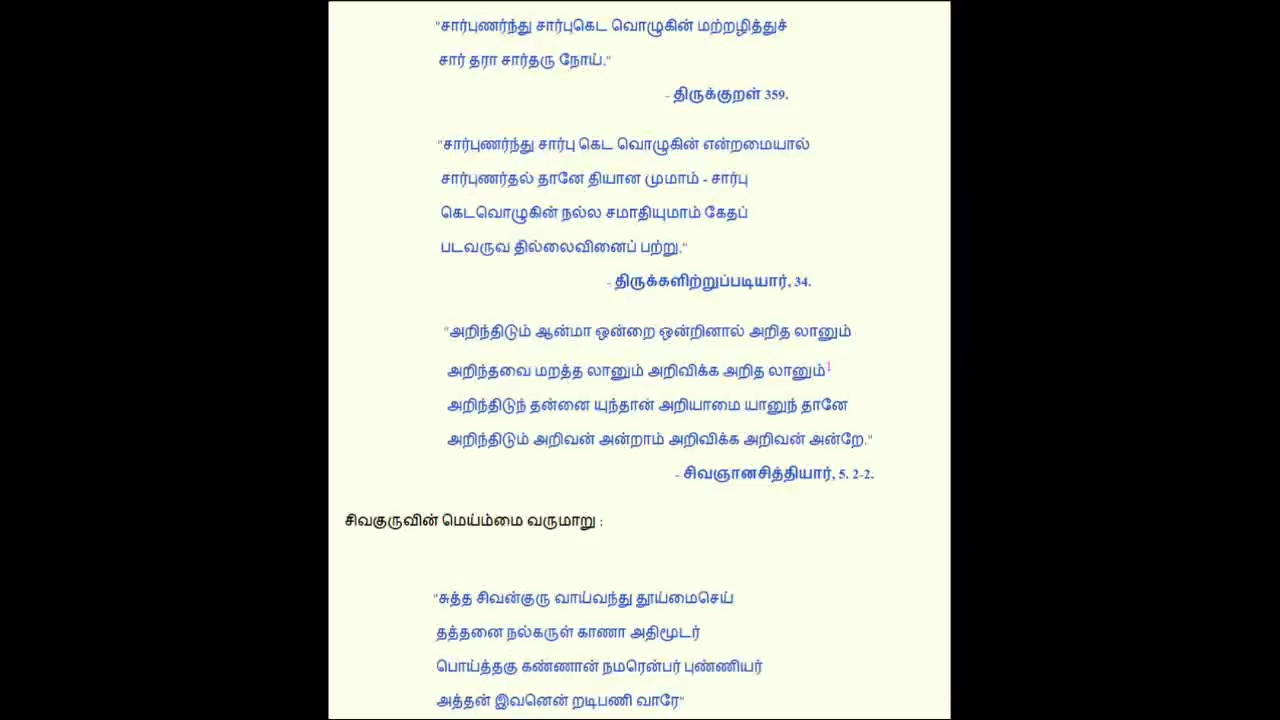 "சார்புணர்ந்து சார்புகெட வொழுகின் மற்றழித்துச்
சார் தரா சார்தரு நோய்."
- திருக்குறள் 359.
"சார்புணர்ந்து சார்பு கெட வொழுகின் என்றமையால்
சார்புணர்தல் தானே தியான முமாம் - சார்பு
கெடவொழுகின் நல்ல சமாதியுமாம் கேதப்
படவருவ தில்லைவினைப் பற்று."
- திருக்களிற்றுப்படியார், 34.
"அறிந்திடும் ஆன்மா ஒன்றை ஒன்றினால் அறித லானும்
அறிந்தவை மறத்த லானும் அறிவிக்க அறித லானும்1
அறிந்திடுந் தன்னை யுந்தான் அறியாமை யானுந் தானே
அறிந்திடும் அறிவன் அன்றாம் அறிவிக்க அறிவன் அன்றே."
- சிவஞானசித்தியார், 5. 2-2.
சிவகுருவின் மெய்ம்மை வருமாறு :
"சுத்த சிவன்குரு வாய்வந்து தூய்மைசெய்
தத்தனை நல்கருள் காணா அதிமூடர்
பொய்த்தகு கண்ணான் நமரென்பர் புண்ணியர்
அத்தன் இவனென் றடிபணி வாரே"